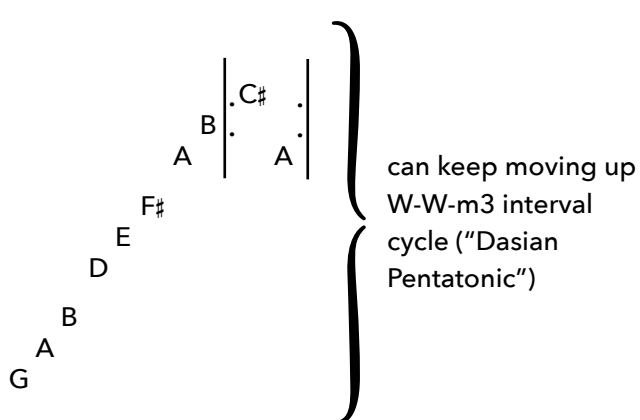 C♯
B
A A
F♯
E
D
B
A
G
can keep moving up
W-W-m3 interval
cycle (“Dasian
Pentatonic”)